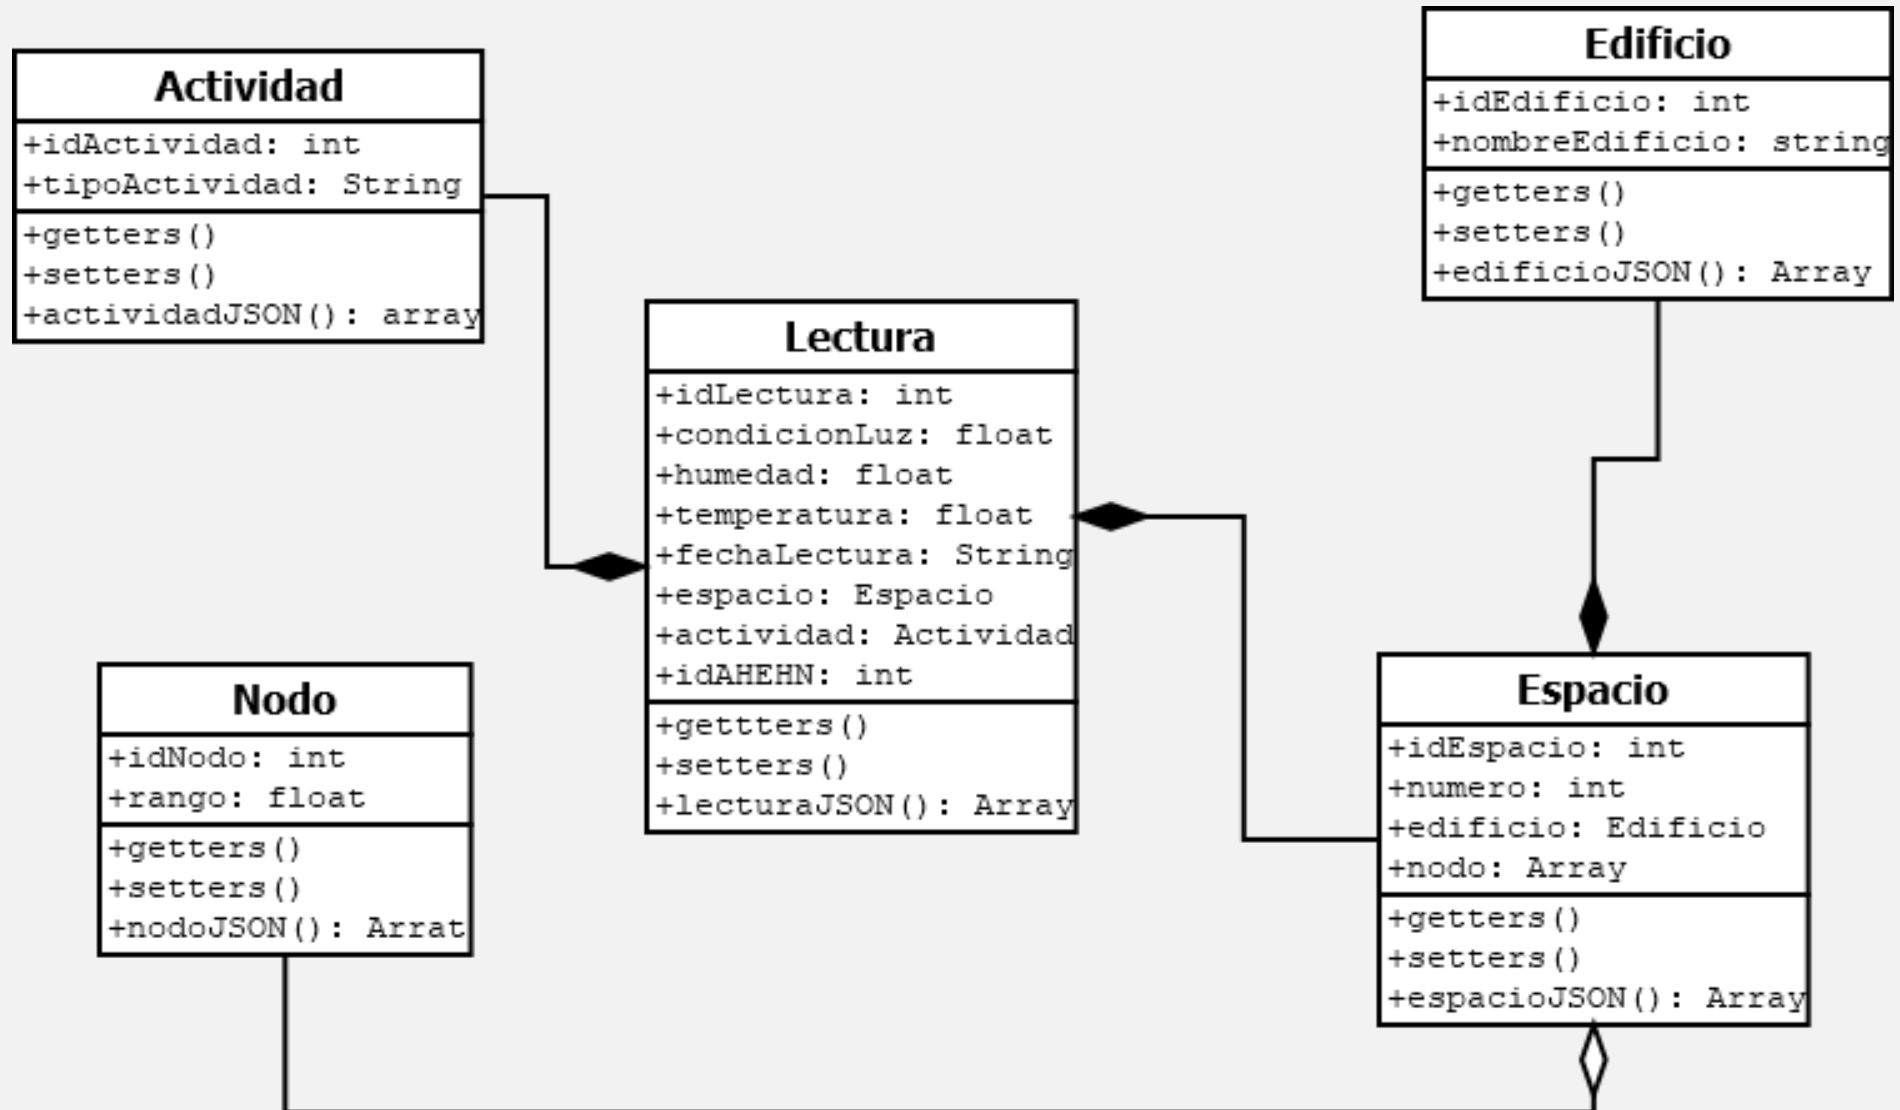 Actividad
+idActividad: int
+tipoActividad: String
+getters()
+setters()
+actividadJSON(): array
Edificio
+idEdificio: int
+nombreEdificio: string
+getters()
+setters()
+edificioJSON(): Array
Lectura
+idLectura: int
+condicionLuz: float
+humedad: float
+temperatura: float
+fechaLectura: String
+espacio: Espacio
+actividad: Actividad
+idAHEHN: int
+gettters()
+setters()
+lecturaJSON(): Array
Nodo
+idNodo: int
+rango: float
+getters()
+setters()
+nodoJSON(): Arrat
Espacio
+idEspacio: int
+numero: int
+edificio: Edificio
+nodo: Array
+getters()
+setters()
+espacioJSON(): Array